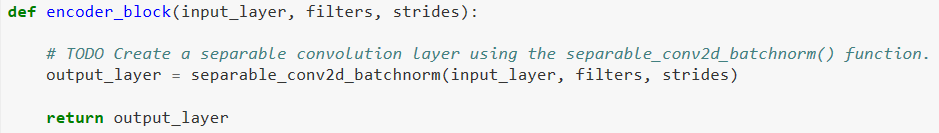 def encoder_block(input_layer, filters, strides):
# TODO Create a separable convolution layer using the separable_conv2d_batchnorm() function.
output_layer = separable_conv2d_batchnorm(input_layer, filters, strides)
return output_layer